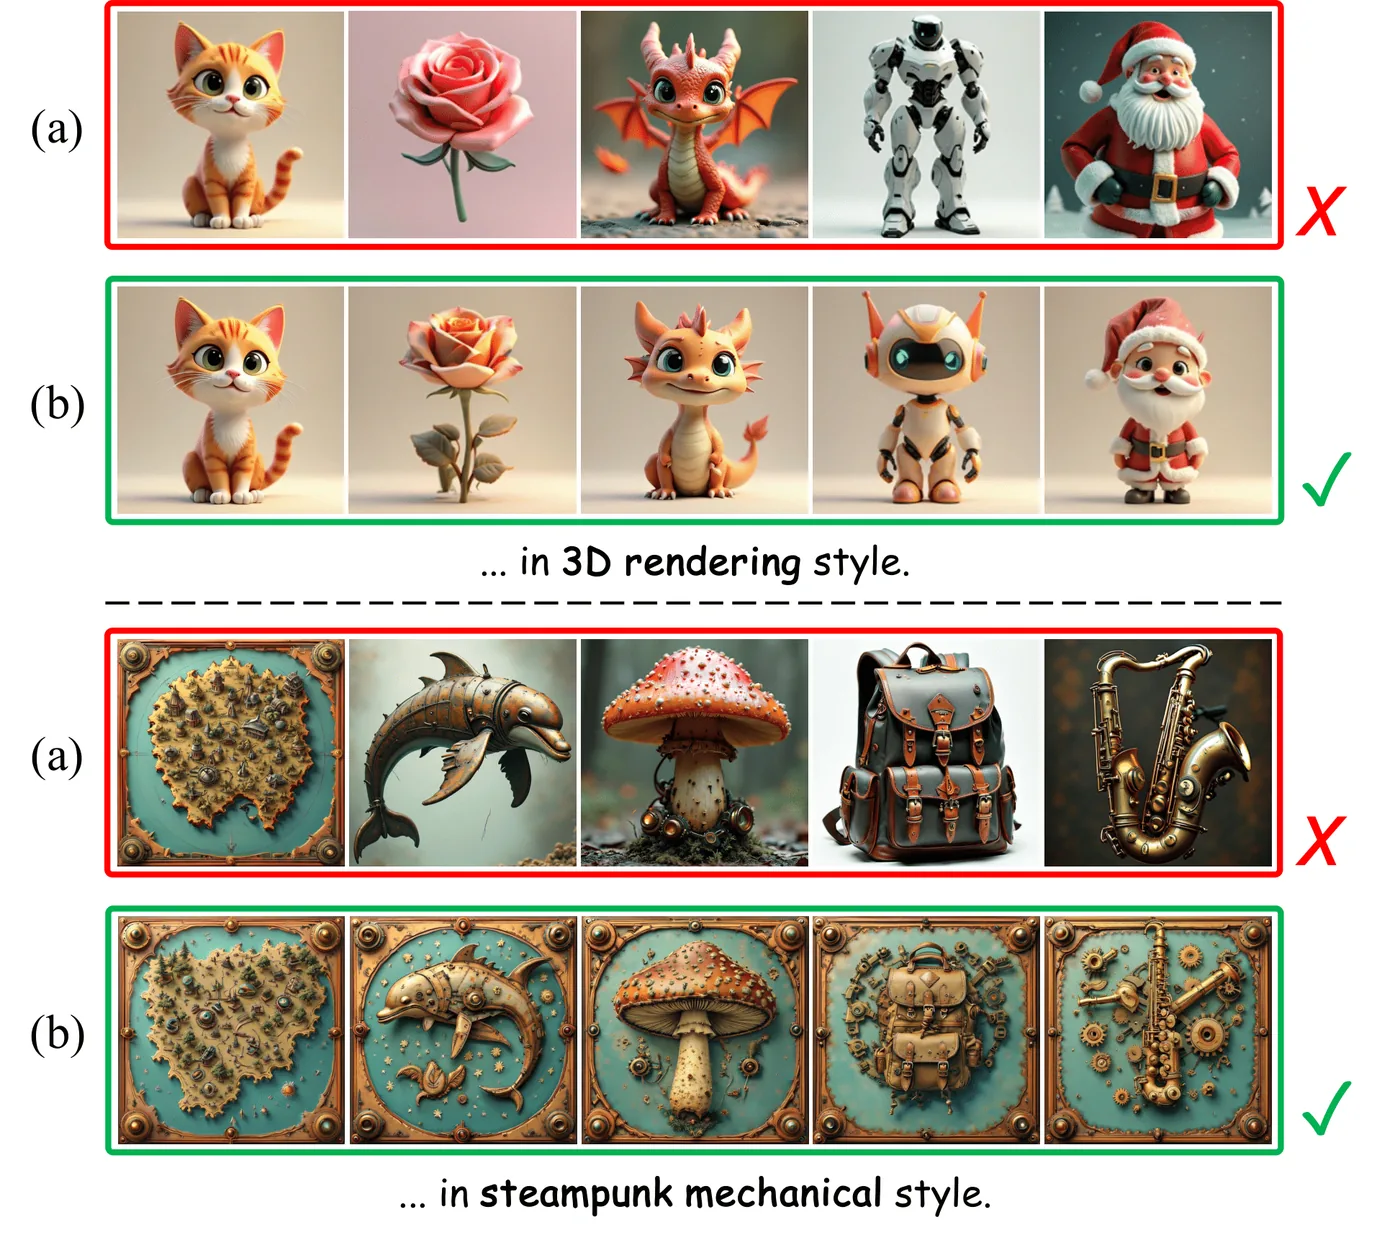 (a)
X
(b)
✓
... in 3D rendering style.
(a)
X
(b)
✓
... in steampunk mechanical style.